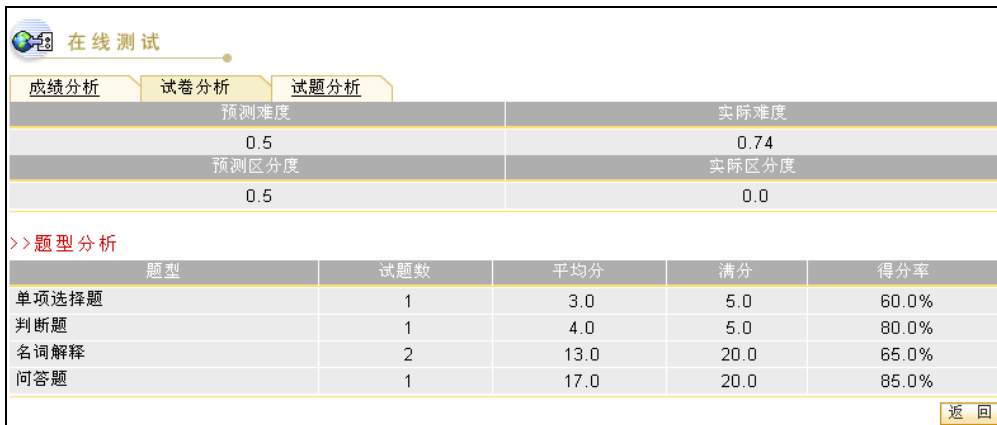 在线测试
成绩分析 试卷分析 试题分析
预测难度 实际难度
0.5 0.74
预测区分度 实际区分度
0.5 0.0
>>题型分析
题型 试题数 平均分 满分 得分率
单项选择题 1 3.0 5.0 60.0%
判断题 1 4.0 5.0 80.0%
名词解释 2 13.0 20.0 65.0%
问答题 1 17.0 20.0 85.0%
返 回